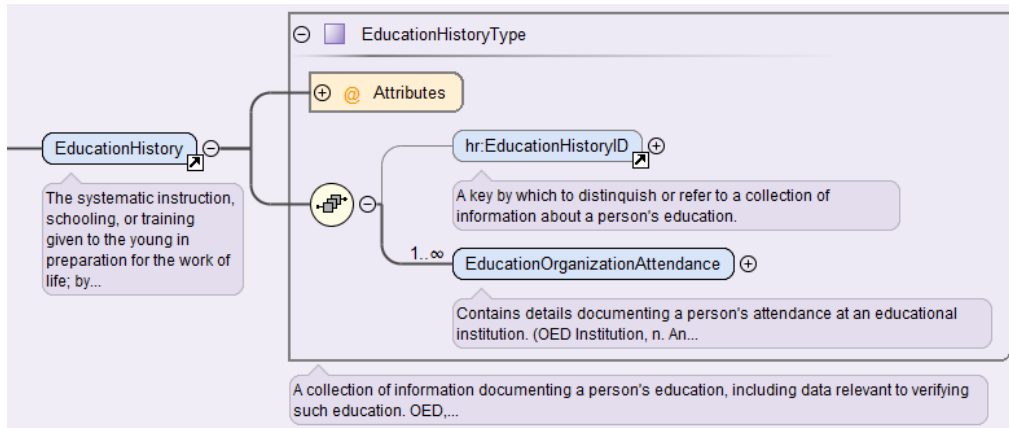 EducationHistoryType
@ Attributes
EducationHistory
The systematic instruction,
schooling, or training
given to the young in
preparation for the work of
life; by...
hr:EducationHistoryID
A key by which to distinquish or refer to a collection of
information about a person's education.
1..∞
EducationOrganizationAttendance
Contains details documenting a person's attendance at an educational
institution. (OED Institution, n. An...
A collection of information documenting a person's education, including data relevant to verifying
such education. OED,...